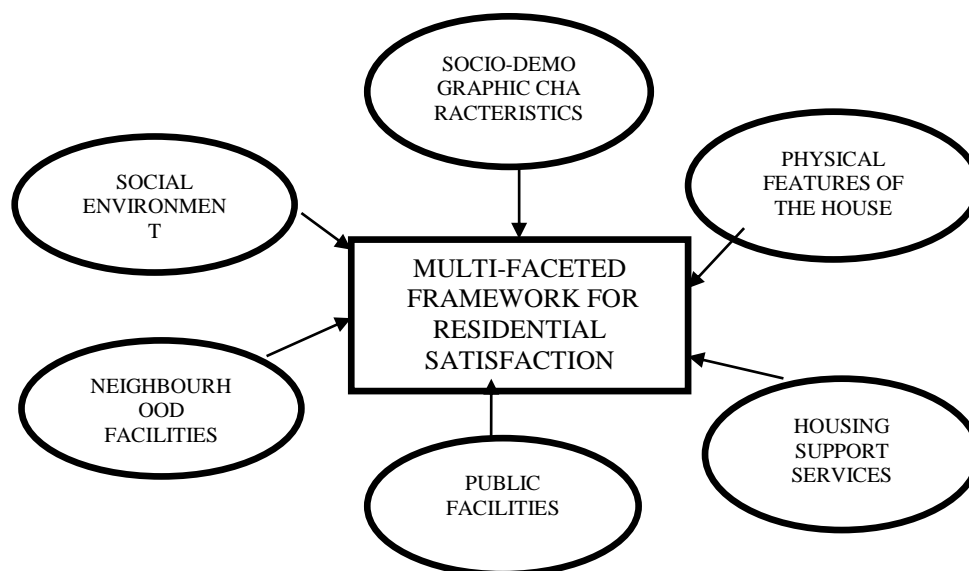 SOCIO-DEMO
GRAPHIC CHA
RACTERISTICS
SOCIAL
ENVIRONMEN
T
PHYSICAL
FEATURES OF
THE HOUSE
MULTI-FACETED
FRAMEWORK FOR
RESIDENTIAL
SATISFACTION
NEIGHBOURH
OOD
FACILITIES
PUBLIC
FACILITIES
HOUSING
SUPPORT
SERVICES